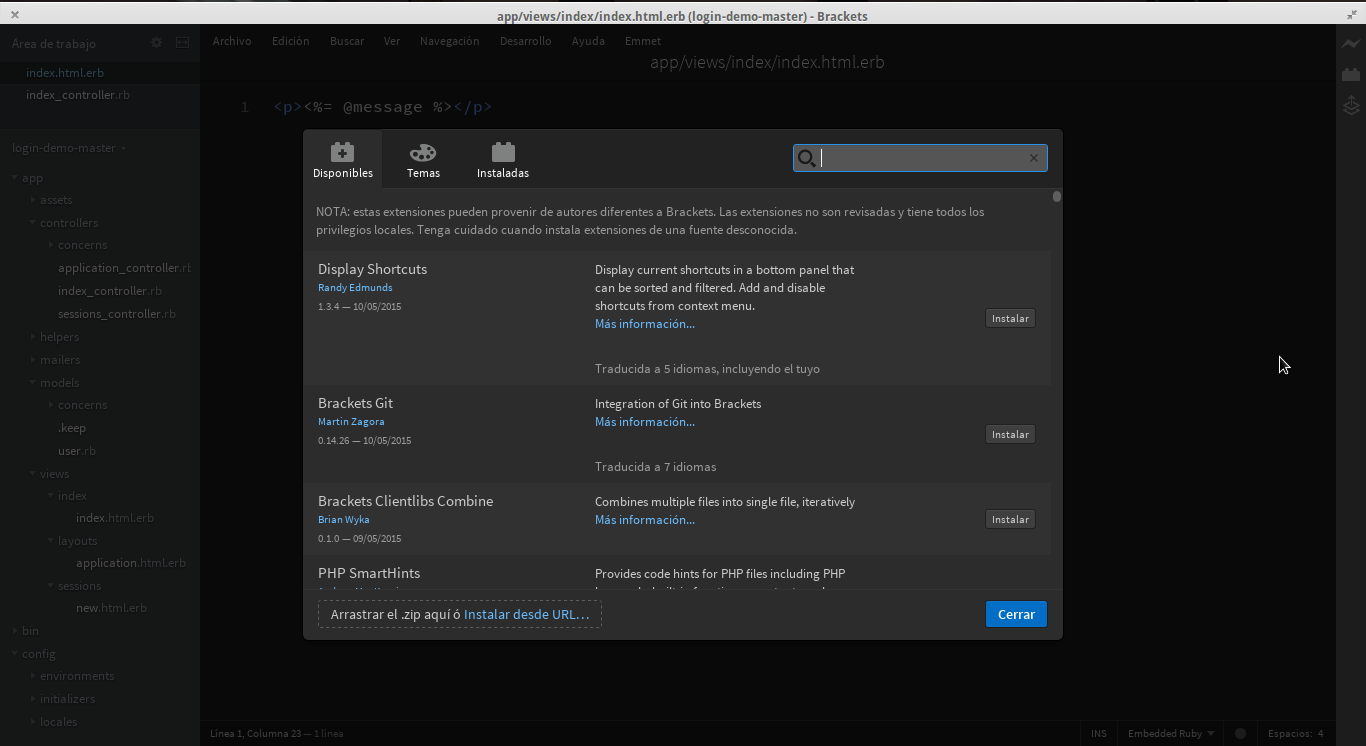 app/views/index/index.html.erb (login-demo-master) - Brackets
Área de trabajo
Archivo Edición Buscar Ver Navegación Desarrollo Ayuda Emmet
index.html.erb
index_controller.rb
app/views/index/index.html.erb
1 <p><%= @message %></p>
login-demo-master
app
assets
controllers
concerns
application_controller.rb
index_controller.rb
sessions_controller.rb
helpers
mailers
models
concerns
.keep
user.rb
views
index
index.html.erb
layouts
application.html.erb
sessions
new.html.erb
bin
config
environments
initializers
locales
Disponibles Temas Instaladas
NOTA: estas extensiones pueden provenir de autores diferentes a Brackets. Las extensiones no son revisadas y tiene todos los
privilegios locales. Tenga cuidado cuando instala extensiones de una fuente desconocida.
Display Shortcuts
Randy Edmunds
1.3.4 — 10/05/2015
Display current shortcuts in a bottom panel that
can be sorted and filtered. Add and disable
shortcuts from context menu.
Más información...
Traducida a 5 idiomas, incluyendo el tuyo
Instalar
Brackets Git
Martin Zagora
0.14.26 — 10/05/2015
Integration of Git into Brackets
Más información...
Traducida a 7 idiomas
Instalar
Brackets Clientlibs Combine
Brian Wyka
0.1.0 — 09/05/2015
Combines multiple files into single file, iteratively
Más información...
Instalar
PHP SmartHints
Provides code hints for PHP files including PHP
Arrastrar el .zip aquí ó Instalar desde URL...
Cerrar
Línea 1, Columna 23 — 1 línea
INS Embedded Ruby Espacios: 4